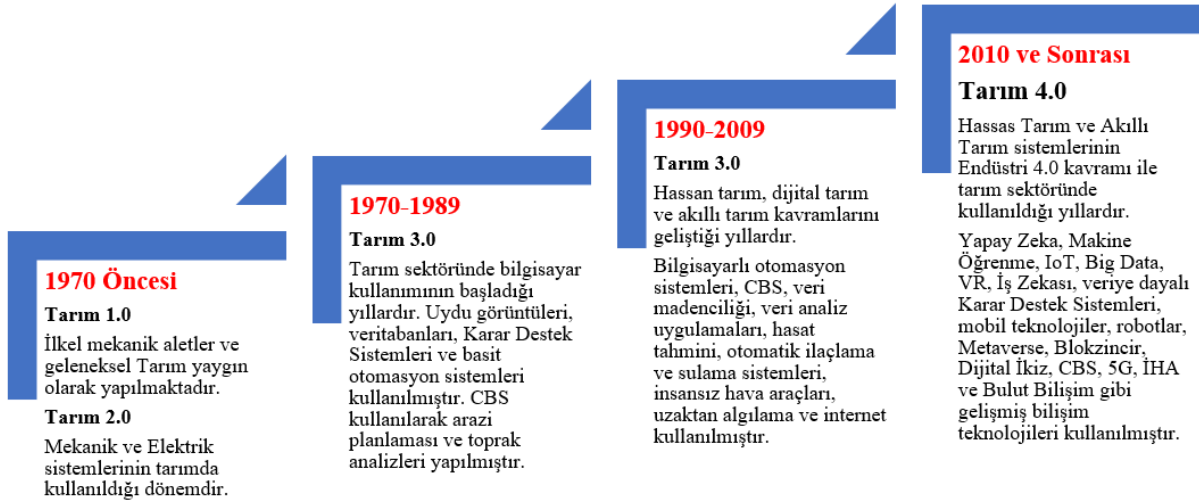 1970 Öncesi
Tarım 1.0
İlkel mekanik aletler ve
geleneksel Tarım yaygın
olarak yapılmaktadır.
Tarım 2.0
Mekanik ve Elektrik
sistemlerinin tarımda
kullanıldığı dönemdir.
1970-1989
Tarım 3.0
Tarım sektöründe bilgisayar
kullanımının başladığı
yıllardır. Uydu görüntüleri,
veritabanları, Karar Destek
Sistemleri ve basit
otomasyon sistemleri
kullanılmıştır. CBS
kullanılarak arazi
planlaması ve toprak
analizleri yapılmıştır.
1990-2009
Tarım 3.0
Hassan tarım, dijital tarım
ve akıllı tarım kavramlarını
geliştiği yıllardır.
Bilgisayarlı otomasyon
sistemleri, CBS, veri
madenciliği, veri analiz
uygulamaları, hasat
tahmini, otomatik ilaçlama
ve sulama sistemleri,
insansız hava araçları,
uzaktan algılama ve internet
kullanılmıştır.
2010 ve Sonrası
Tarım 4.0
Hassas Tarım ve Akıllı
Tarım sistemlerinin
Endüstri 4.0 kavramı ile
tarım sektöründe
kullanıldığı yıllardır.
Yapay Zeka, Makine
Öğrenme, IoT, Big Data,
VR, İş Zekası, veriye dayalı
Karar Destek Sistemleri,
mobil teknolojiler, robotlar,
Metaverse, Blokzincir,
Dijital İkiz, CBS, 5G, İHA
ve Bulut Bilişim gibi
gelişmiş bilişim
teknolojileri kullanılmıştır.